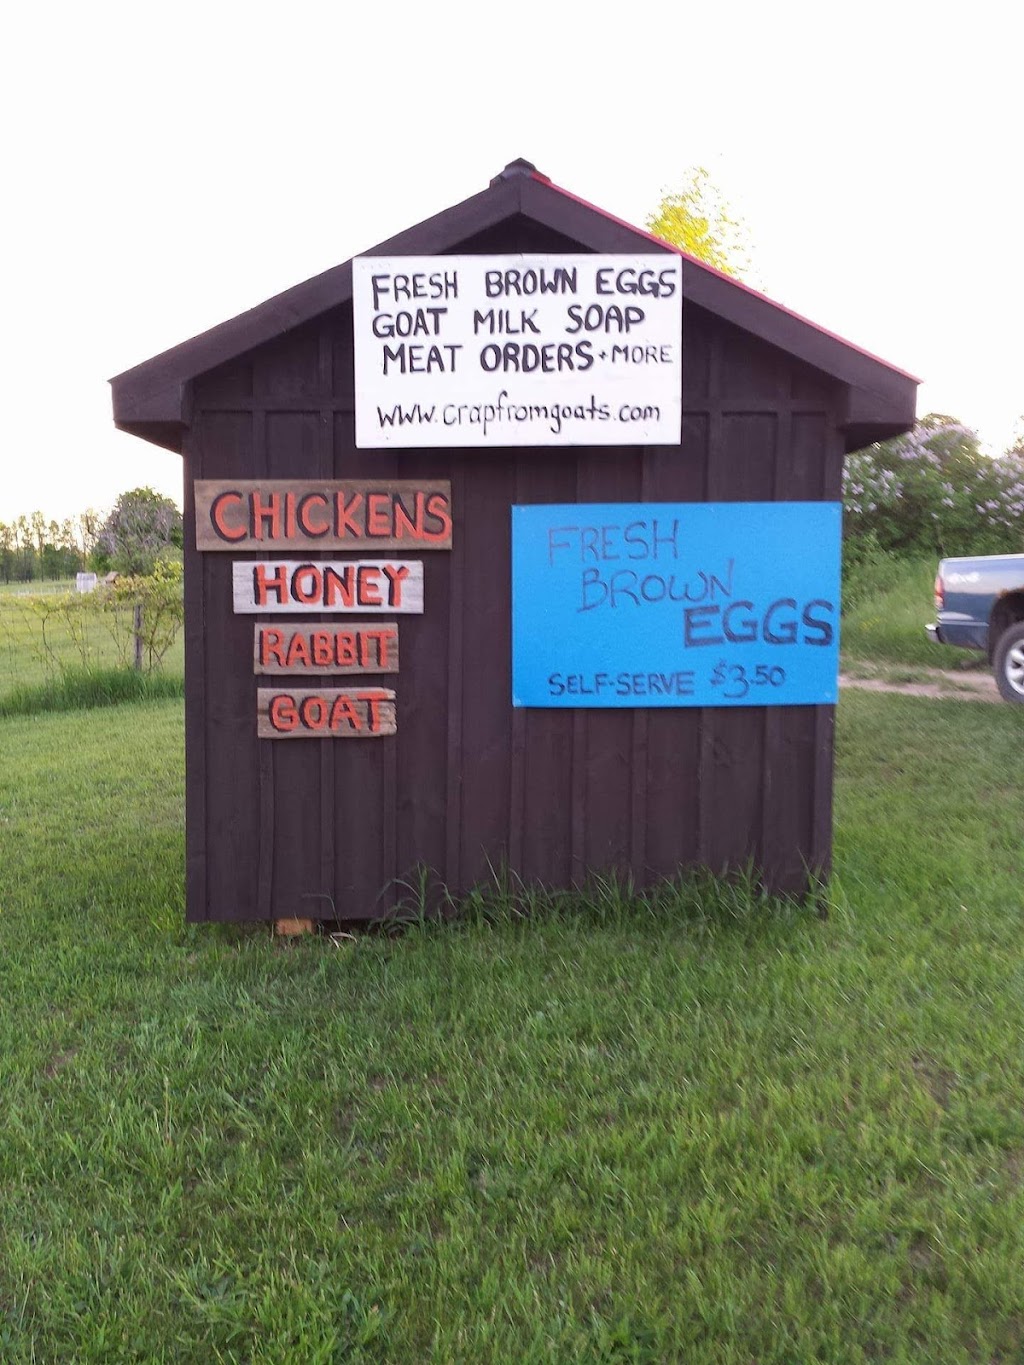 FRESH BROWN EGGS
GOAT MILK SOAP
MEAT ORDERS + MORE
www.crapfromgoats.com
CHICKENS
HONEY
RABBIT
GOAT
FRESH
BROWN
EGGS
SELF-SERVE $3.50
4x4